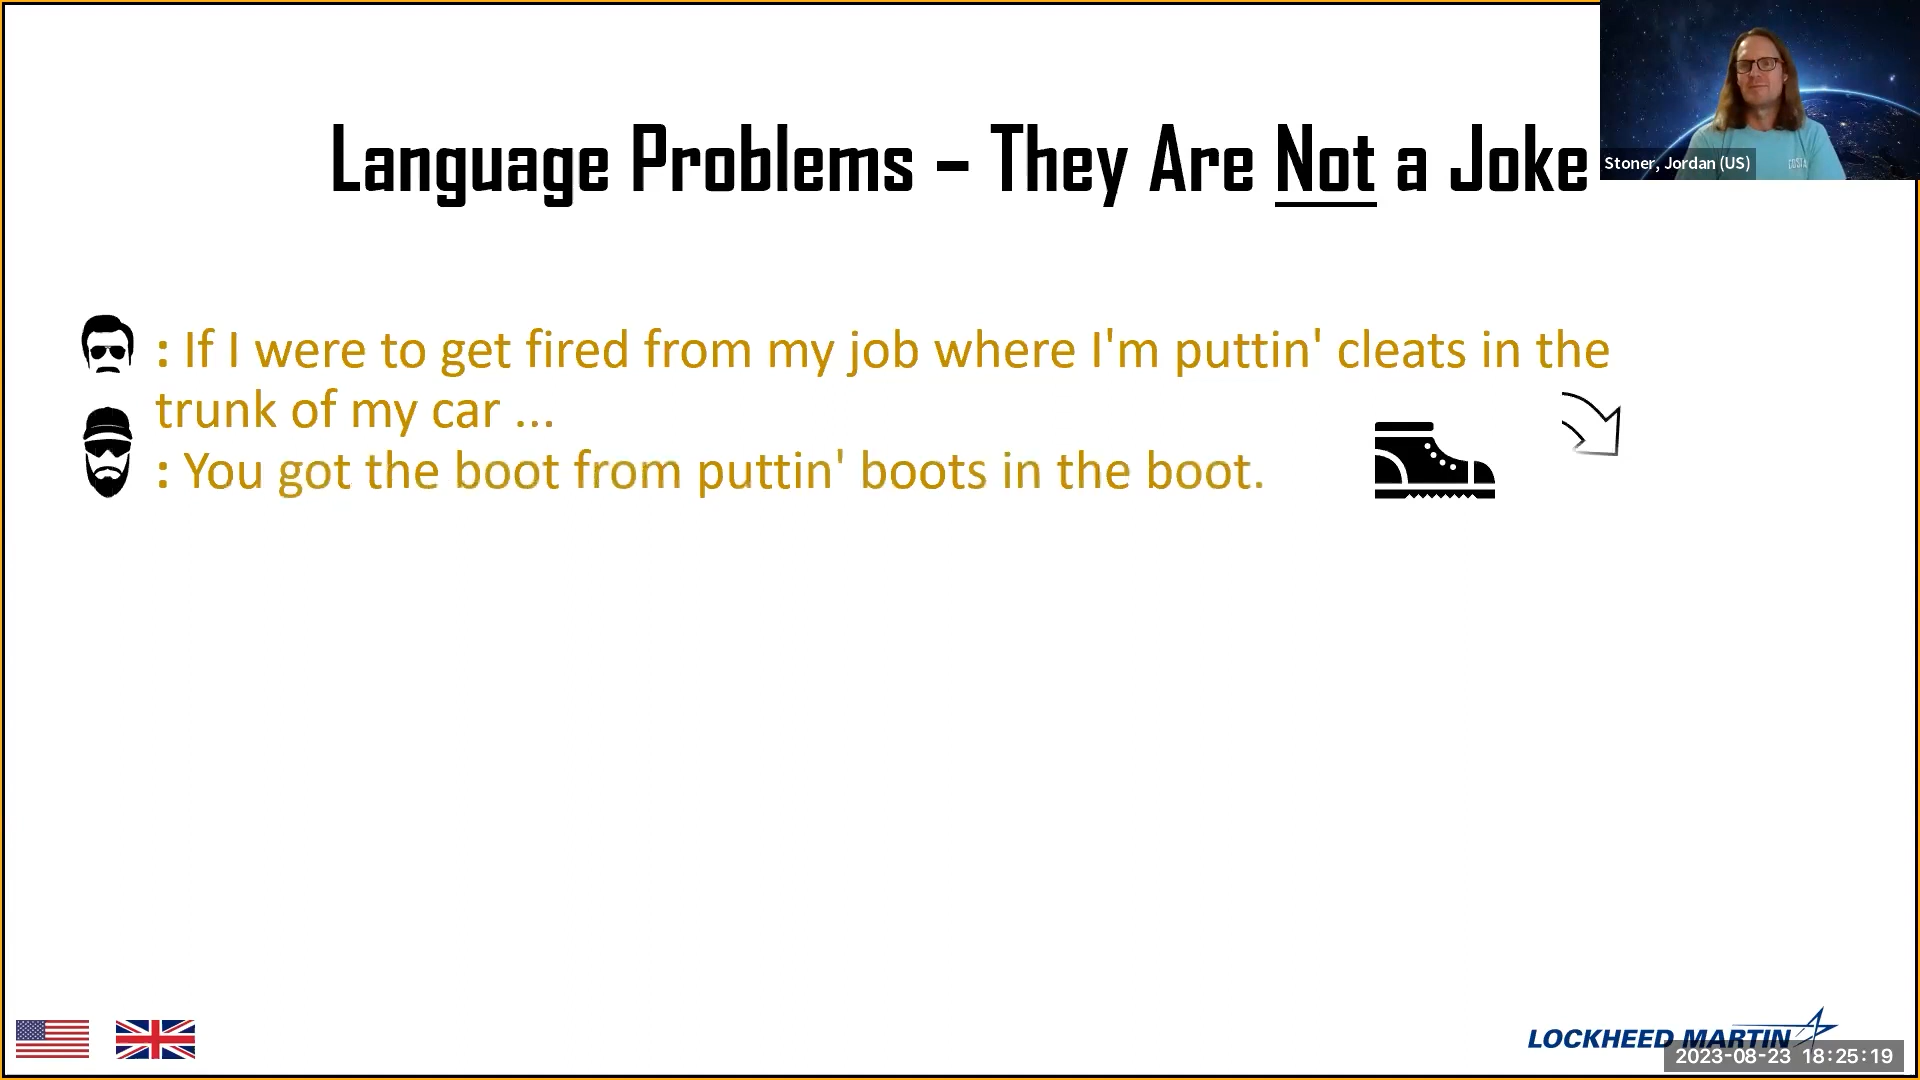 Language Problems – They Are Not a Joke
Stoner, Jordan (US)
: If I were to get fired from my job where I'm puttin' cleats in the
trunk of my car ...
: You got the boot from puttin' boots in the boot.
LOCKHEED MARTIN
2023-08-23 18:25:19